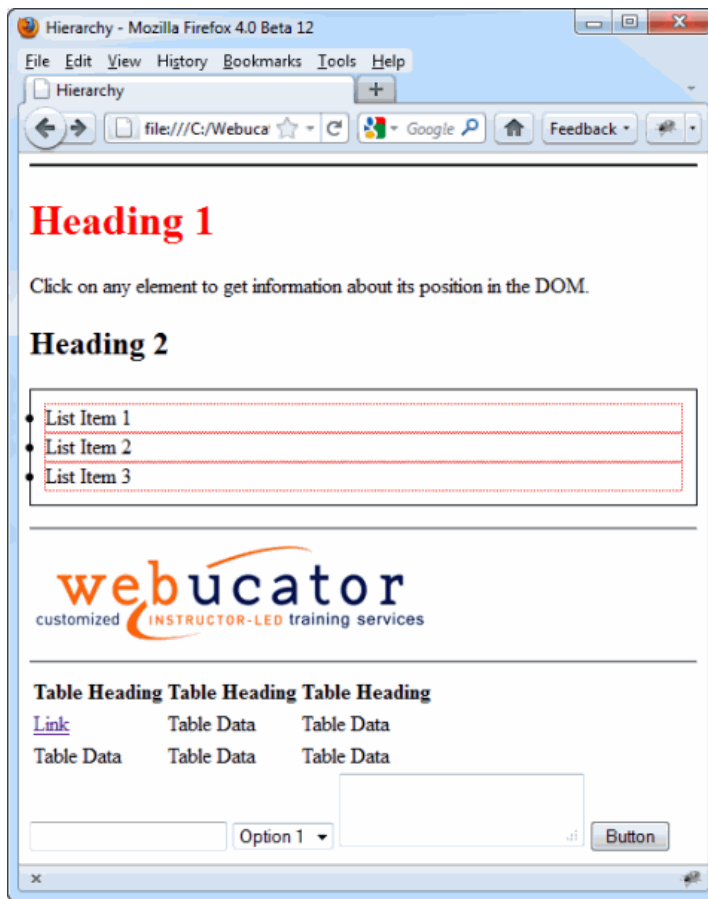 Hierarchy - Mozilla Firefox 4.0 Beta 12
File Edit View History Bookmarks Tools Help
Hierarchy
file:///C:/Webuca Google Feedback
Heading 1
Click on any element to get information about its position in the DOM.
Heading 2
List Item 1
List Item 2
List Item 3
webucator
customized INSTRUCTOR-LED training services
Table Heading Table Heading Table Heading
Link Table Data Table Data
Table Data Table Data Table Data
Option 1 Button